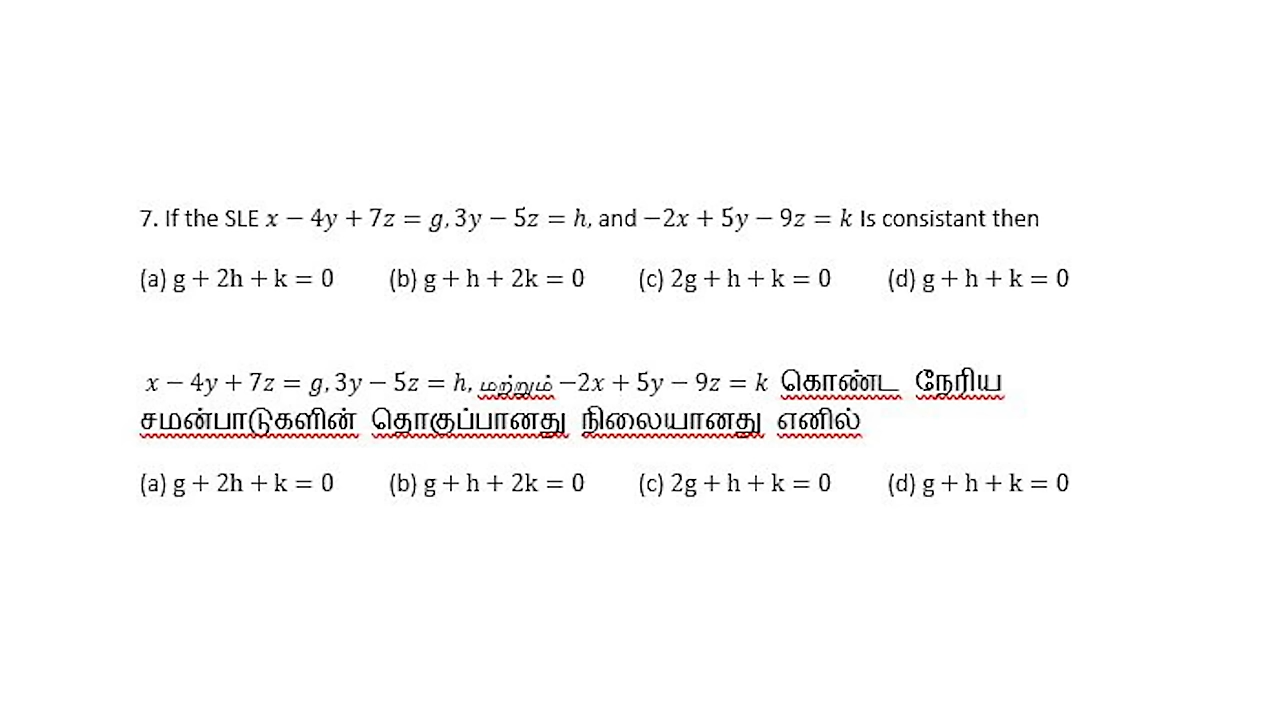 7. If the SLE x − 4y + 7z = g, 3y − 5z = h, and −2x + 5y − 9z = k Is consistant then
(a) g + 2h + k = 0 (b) g + h + 2k = 0 (c) 2g + h + k = 0 (d) g + h + k = 0
x − 4y + 7z = g, 3y − 5z = h, மற்றும் −2x + 5y − 9z = k கொண்ட நேரிய
சமன்பாடுகளின் தொகுப்பானது நிலையானது எனில்
(a) g + 2h + k = 0 (b) g + h + 2k = 0 (c) 2g + h + k = 0 (d) g + h + k = 0